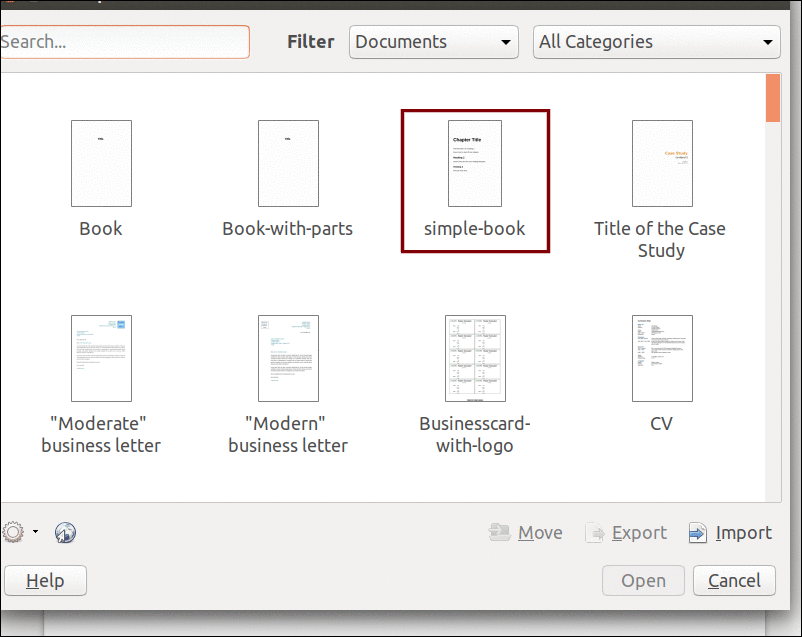 Search...
Filter
Documents
All Categories
Title
Title
Chapter Title
Case Study
Book
Book-with-parts
simple-book
Title of the Case
Study
"Moderate"
business letter
"Modern"
business letter
Businesscard-
with-logo
CV
Move
Export
Import
Help
Open
Cancel